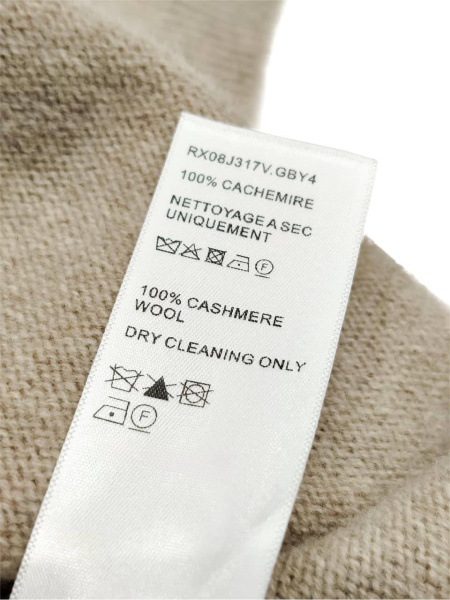 RX08J317V.GBY4
100% CACHEMIRE
NETTOYAGE A SEC
UNIQUEMENT
F
100% CASHMERE
WOOL
DRY CLEANING ONLY
F